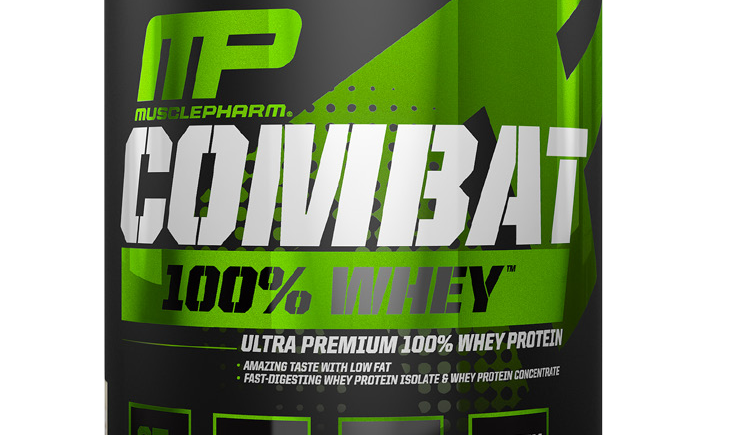 MP
MUSCLEPHARM®
COMBAT
100% WHEY™
ULTRA PREMIUM 100% WHEY PROTEIN
• AMAZING TASTE WITH LOW FAT
• FAST-DIGESTING WHEY PROTEIN ISOLATE & WHEY PROTEIN CONCENTRATE